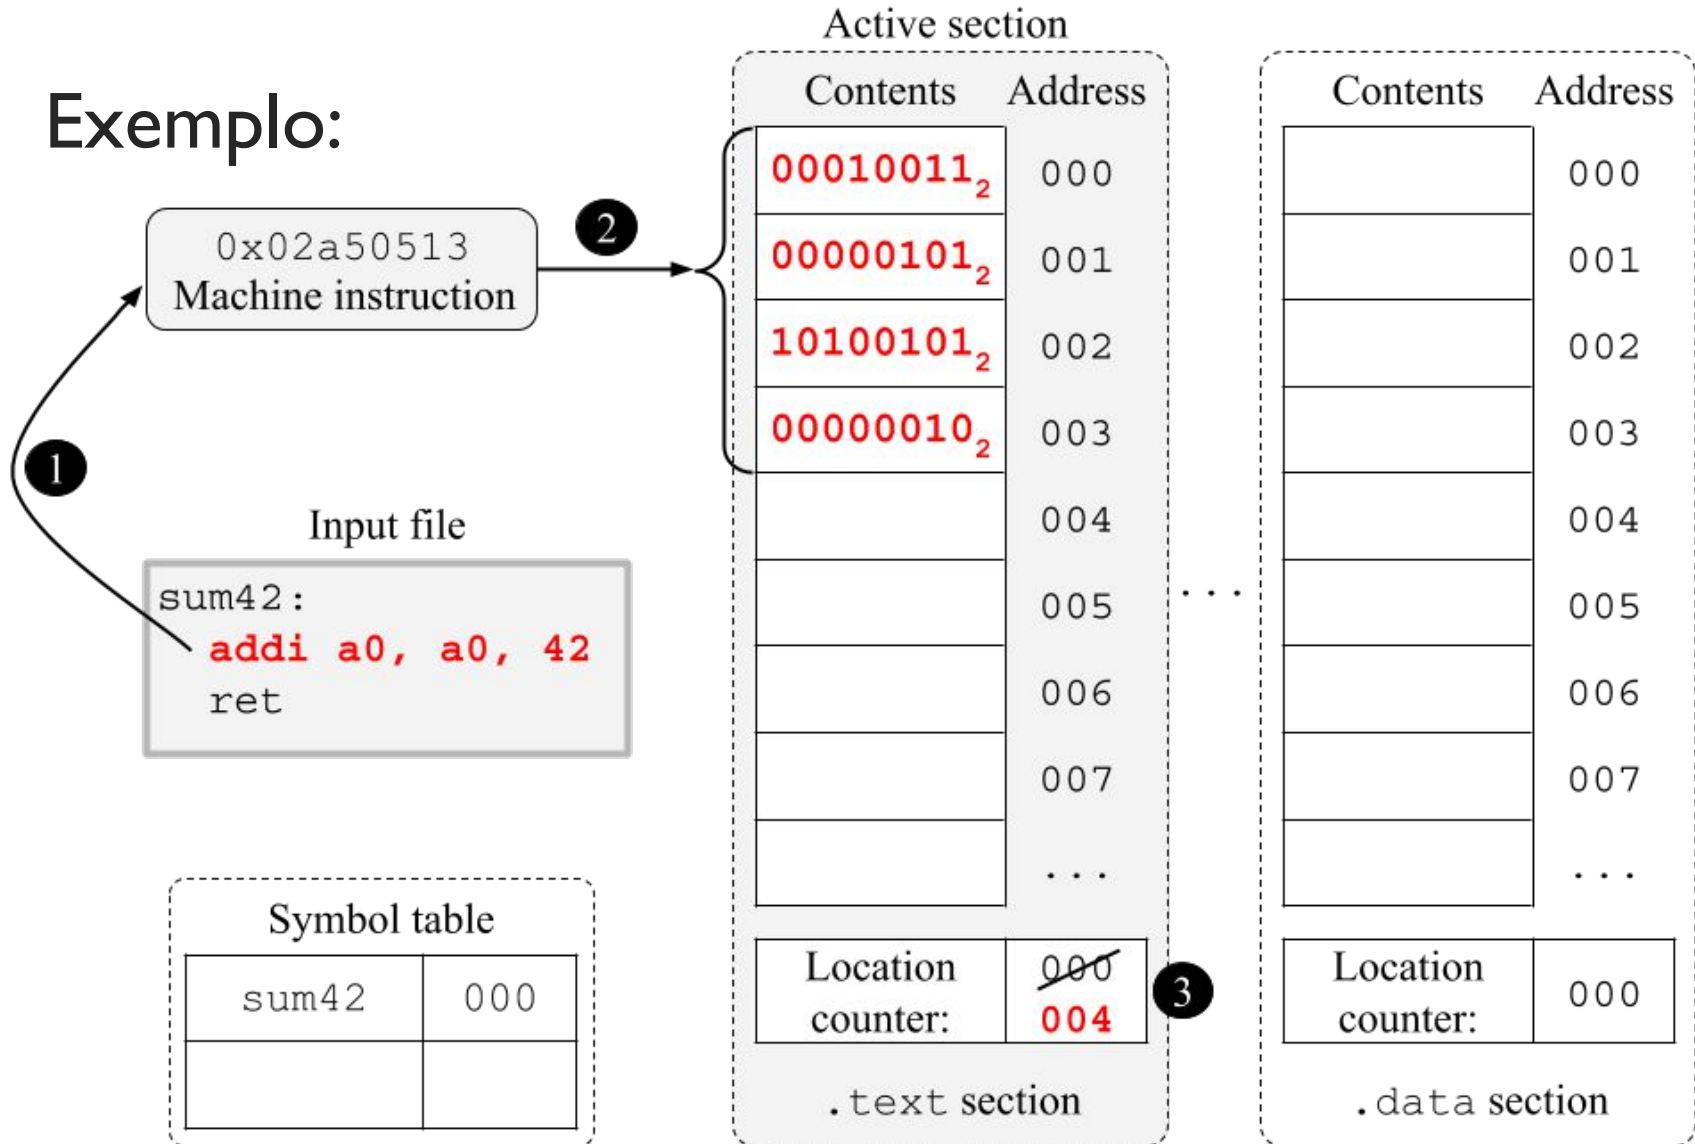 Exemplo:
0x02a50513
Machine instruction
1
2
Input file
sum42:
addi a0, a0, 42
ret
Symbol table
sum42 000
Active section
Contents Address
00010011₂ 000
00000101₂ 001
10100101₂ 002
00000010₂ 003
004
005
006
007
...
Location
counter:
000
004
3
.text section
...
Contents Address
000
001
002
003
004
005
006
007
...
Location
counter:
000
.data section